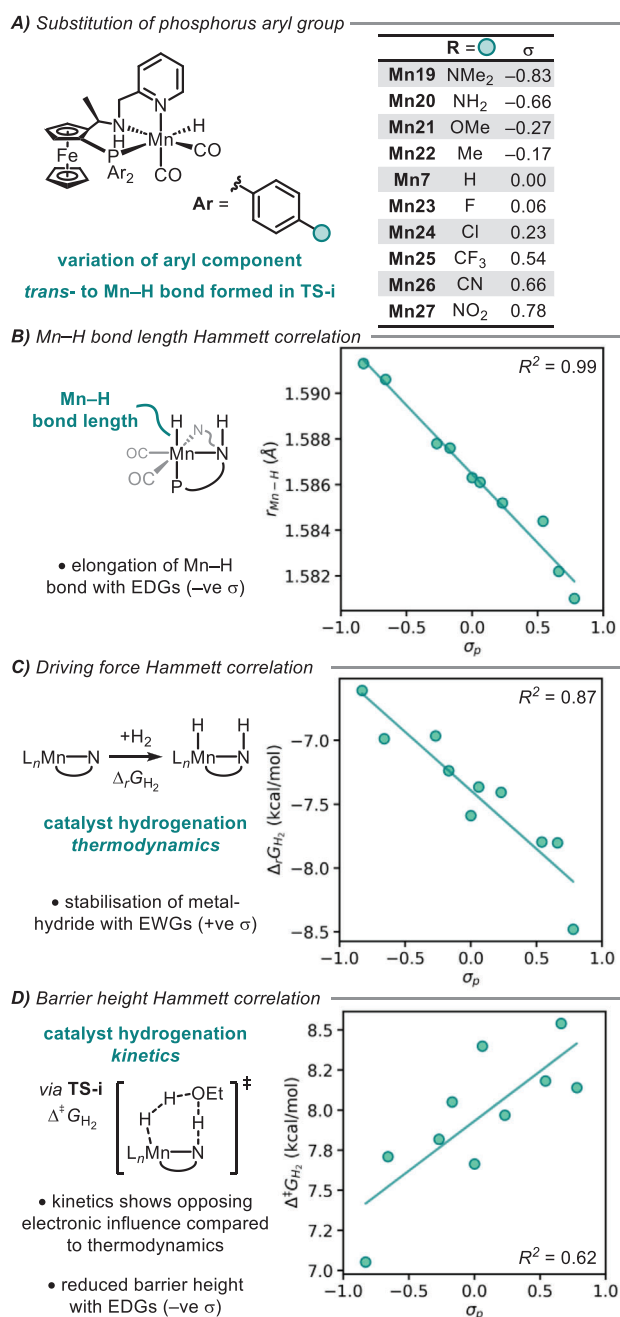 A) Substitution of phosphorus aryl group
N
H
N
Mn
H
CO
CO
P
Ar2
Fe
Ar =
variation of aryl component
trans- to Mn–H bond formed in TS-i
R = σ
Mn19 NMe2 −0.83
Mn20 NH2 −0.66
Mn21 OMe −0.27
Mn22 Me −0.17
Mn7 H 0.00
Mn23 F 0.06
Mn24 Cl 0.23
Mn25 CF3 0.54
Mn26 CN 0.66
Mn27 NO2 0.78
B) Mn–H bond length Hammett correlation
Mn–H
bond length
H
N
H
OC
Mn
N
OC
P
• elongation of Mn–H
bond with EDGs (–ve σ)
R² = 0.99
rMn−H (Å)
1.590
1.588
1.586
1.584
1.582
−1.0 −0.5 0.0 0.5 1.0
σp
C) Driving force Hammett correlation
LnMn N
+H2
ΔrGH2
H H
LnMn N
catalyst hydrogenation
thermodynamics
• stabilisation of metal-
hydride with EWGs (+ve σ)
R² = 0.87
ΔrGH2 (kcal/mol)
−7.0
−7.5
−8.0
−8.5
−1.0 −0.5 0.0 0.5 1.0
σp
D) Barrier height Hammett correlation
catalyst hydrogenation
kinetics
via TS-i
Δ‡GH2
H OEt
H H
LnMn N
‡
• kinetics shows opposing
electronic influence compared
to thermodynamics
• reduced barrier height
with EDGs (–ve σ)
Δ‡GH2 (kcal/mol)
8.5
8.2
8.0
7.8
7.5
7.2
7.0
R² = 0.62
−1.0 −0.5 0.0 0.5 1.0
σp